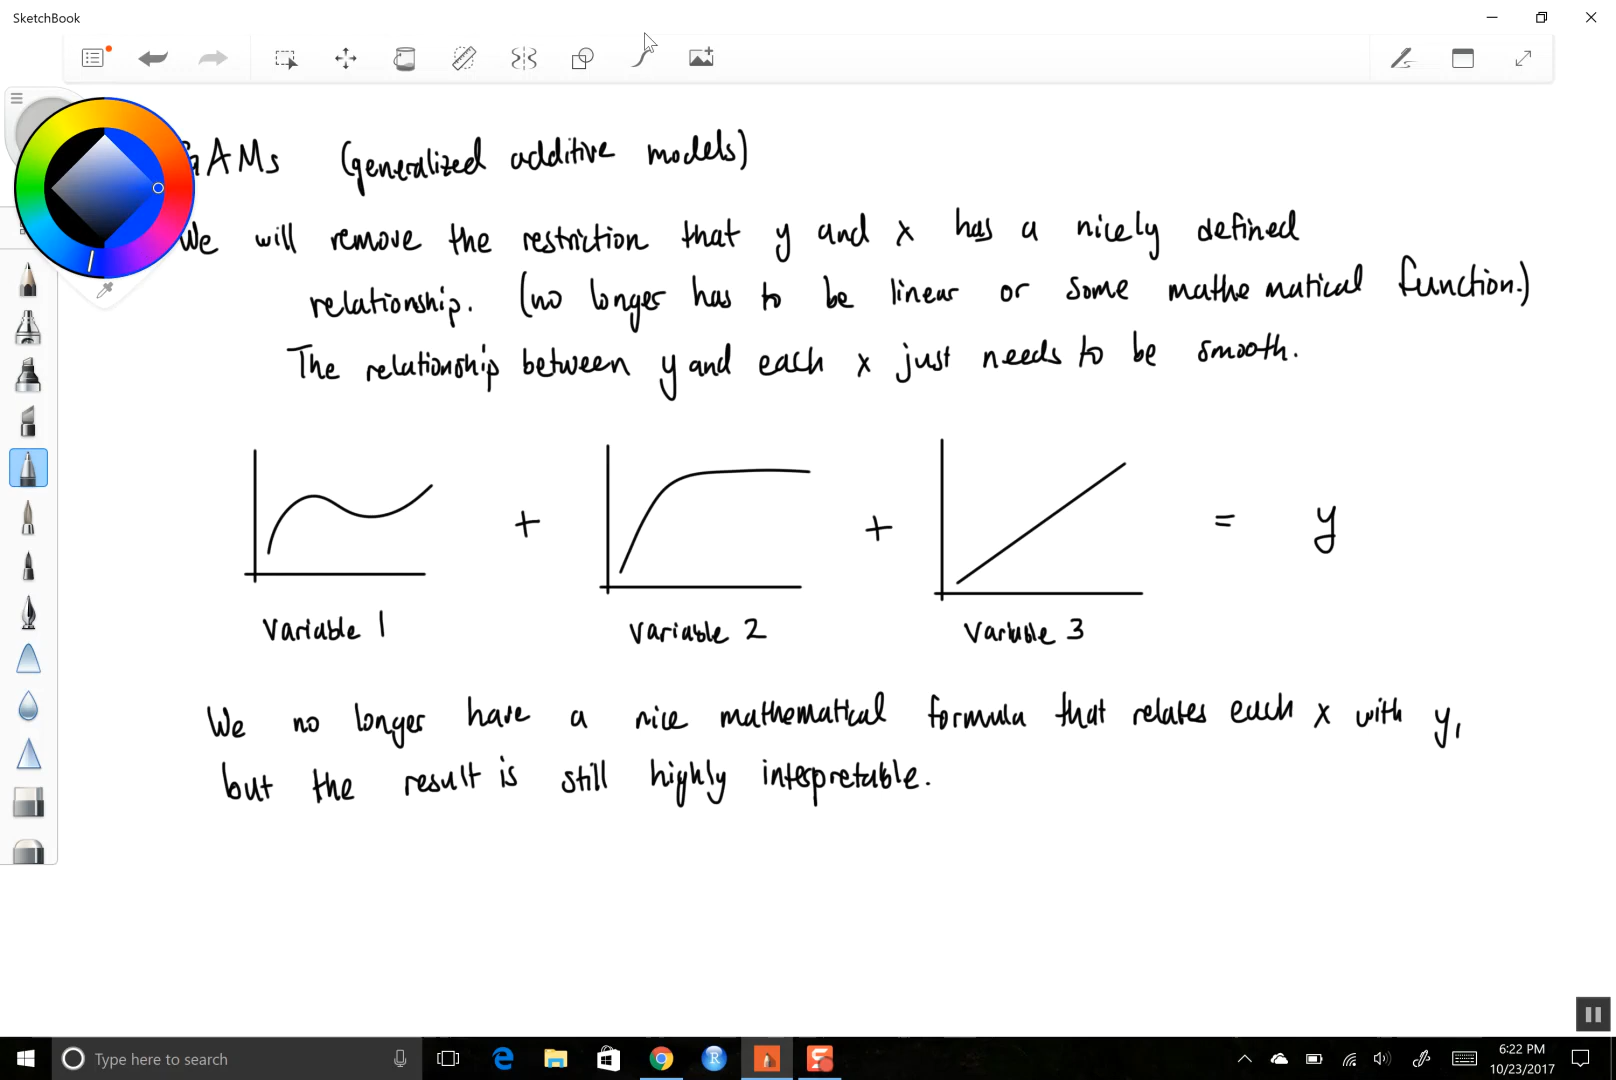 SketchBook
GAMs (generalized additive models)
We will remove the restriction that y and x has a nicely defined
relationship. (no longer has to be linear or some mathematical function.)
The relationship between y and each x just needs to be smooth.
+ + = y
Variable 1 Variable 2 Variable 3
We no longer have a nice mathematical formula that relates each x with y,
but the result is still highly interpretable.
Type here to search
6:22 PM
10/23/2017